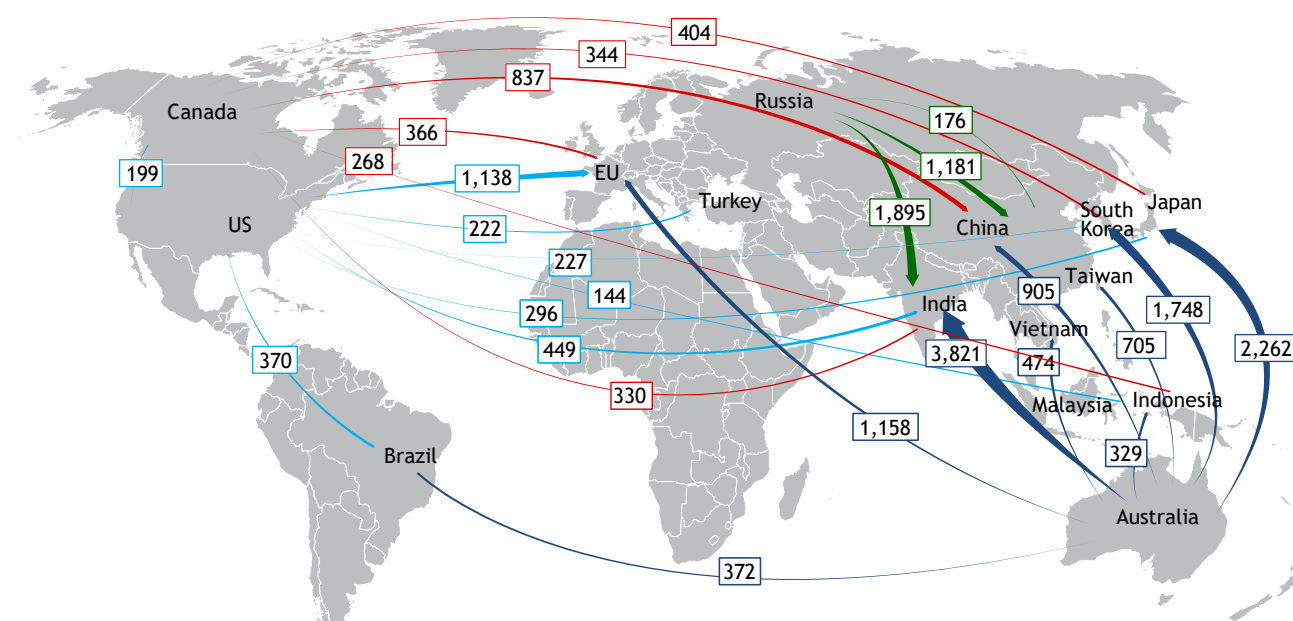 404
344
837
Russia
Canada
176
366
268
1,181
199
EU
1,138
Turkey
Japan
1,895
South
Korea
US
222
China
227
Taiwan
144
905
296
India
1,748
Vietnam
705
2,262
449
3,821
474
370
330
Malaysia
Indonesia
1,158
Brazil
329
Australia
372